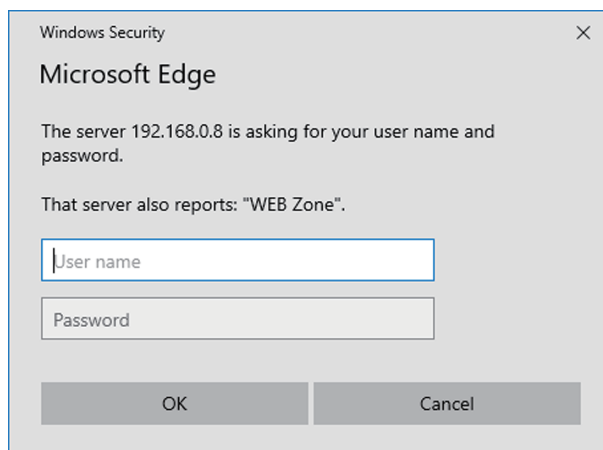 Windows Security
Microsoft Edge
The server 192.168.0.8 is asking for your user name and
password.
That server also reports: "WEB Zone".
User name
Password
OK
Cancel